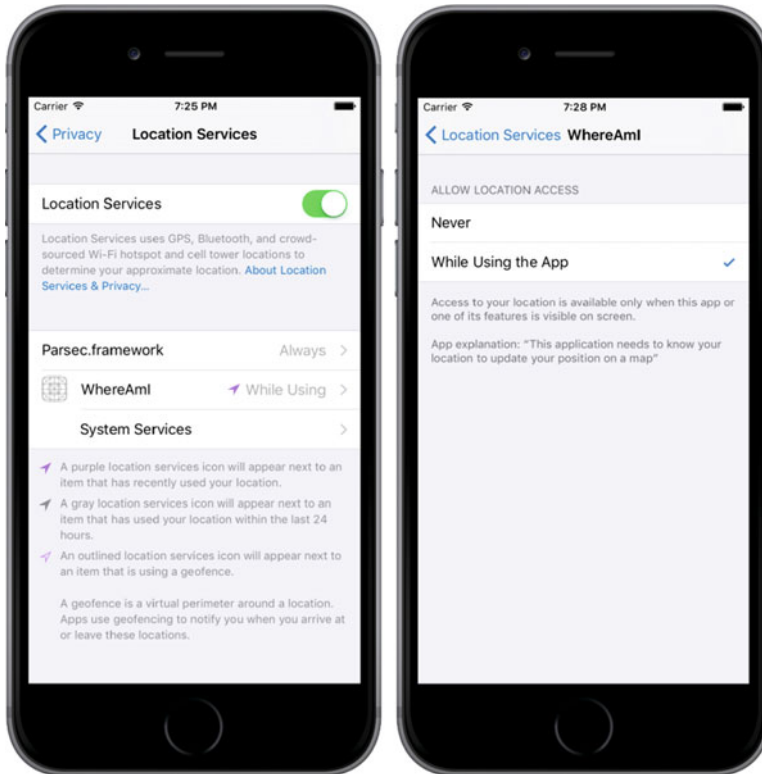 Carrier 7:25 PM
Privacy Location Services
Location Services
Location Services uses GPS, Bluetooth, and crowd-
sourced Wi-Fi hotspot and cell tower locations to
determine your approximate location. About Location
Services & Privacy...
Parsec.framework Always
WhereAmI While Using
System Services
A purple location services icon will appear next to an
item that has recently used your location.
A gray location services icon will appear next to an
item that has used your location within the last 24
hours.
An outlined location services icon will appear next to
an item that is using a geofence.
A geofence is a virtual perimeter around a location.
Apps use geofencing to notify you when you arrive at
or leave these locations.
Carrier 7:28 PM
Location Services WhereAmI
ALLOW LOCATION ACCESS
Never
While Using the App
Access to your location is available only when this app or
one of its features is visible on screen.
App explanation: “This application needs to know your
location to update your position on a map”